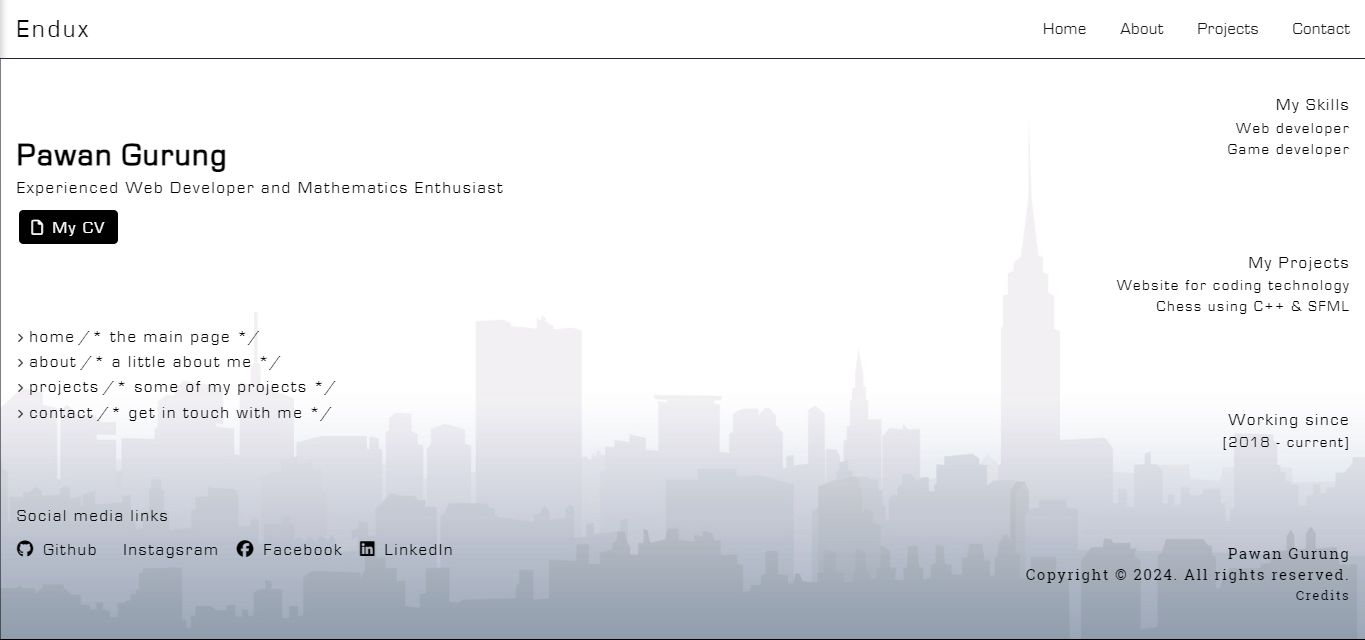 Endux
Home About Projects Contact
Pawan Gurung
Experienced Web Developer and Mathematics Enthusiast
My CV
› home /* the main page */
› about /* a little about me */
› projects /* some of my projects */
› contact /* get in touch with me */
Social media links
Github Instagsram Facebook LinkedIn
My Skills
Web developer
Game developer
My Projects
Website for coding technology
Chess using C++ & SFML
Working since
[2018 - current]
Pawan Gurung
Copyright © 2024. All rights reserved.
Credits